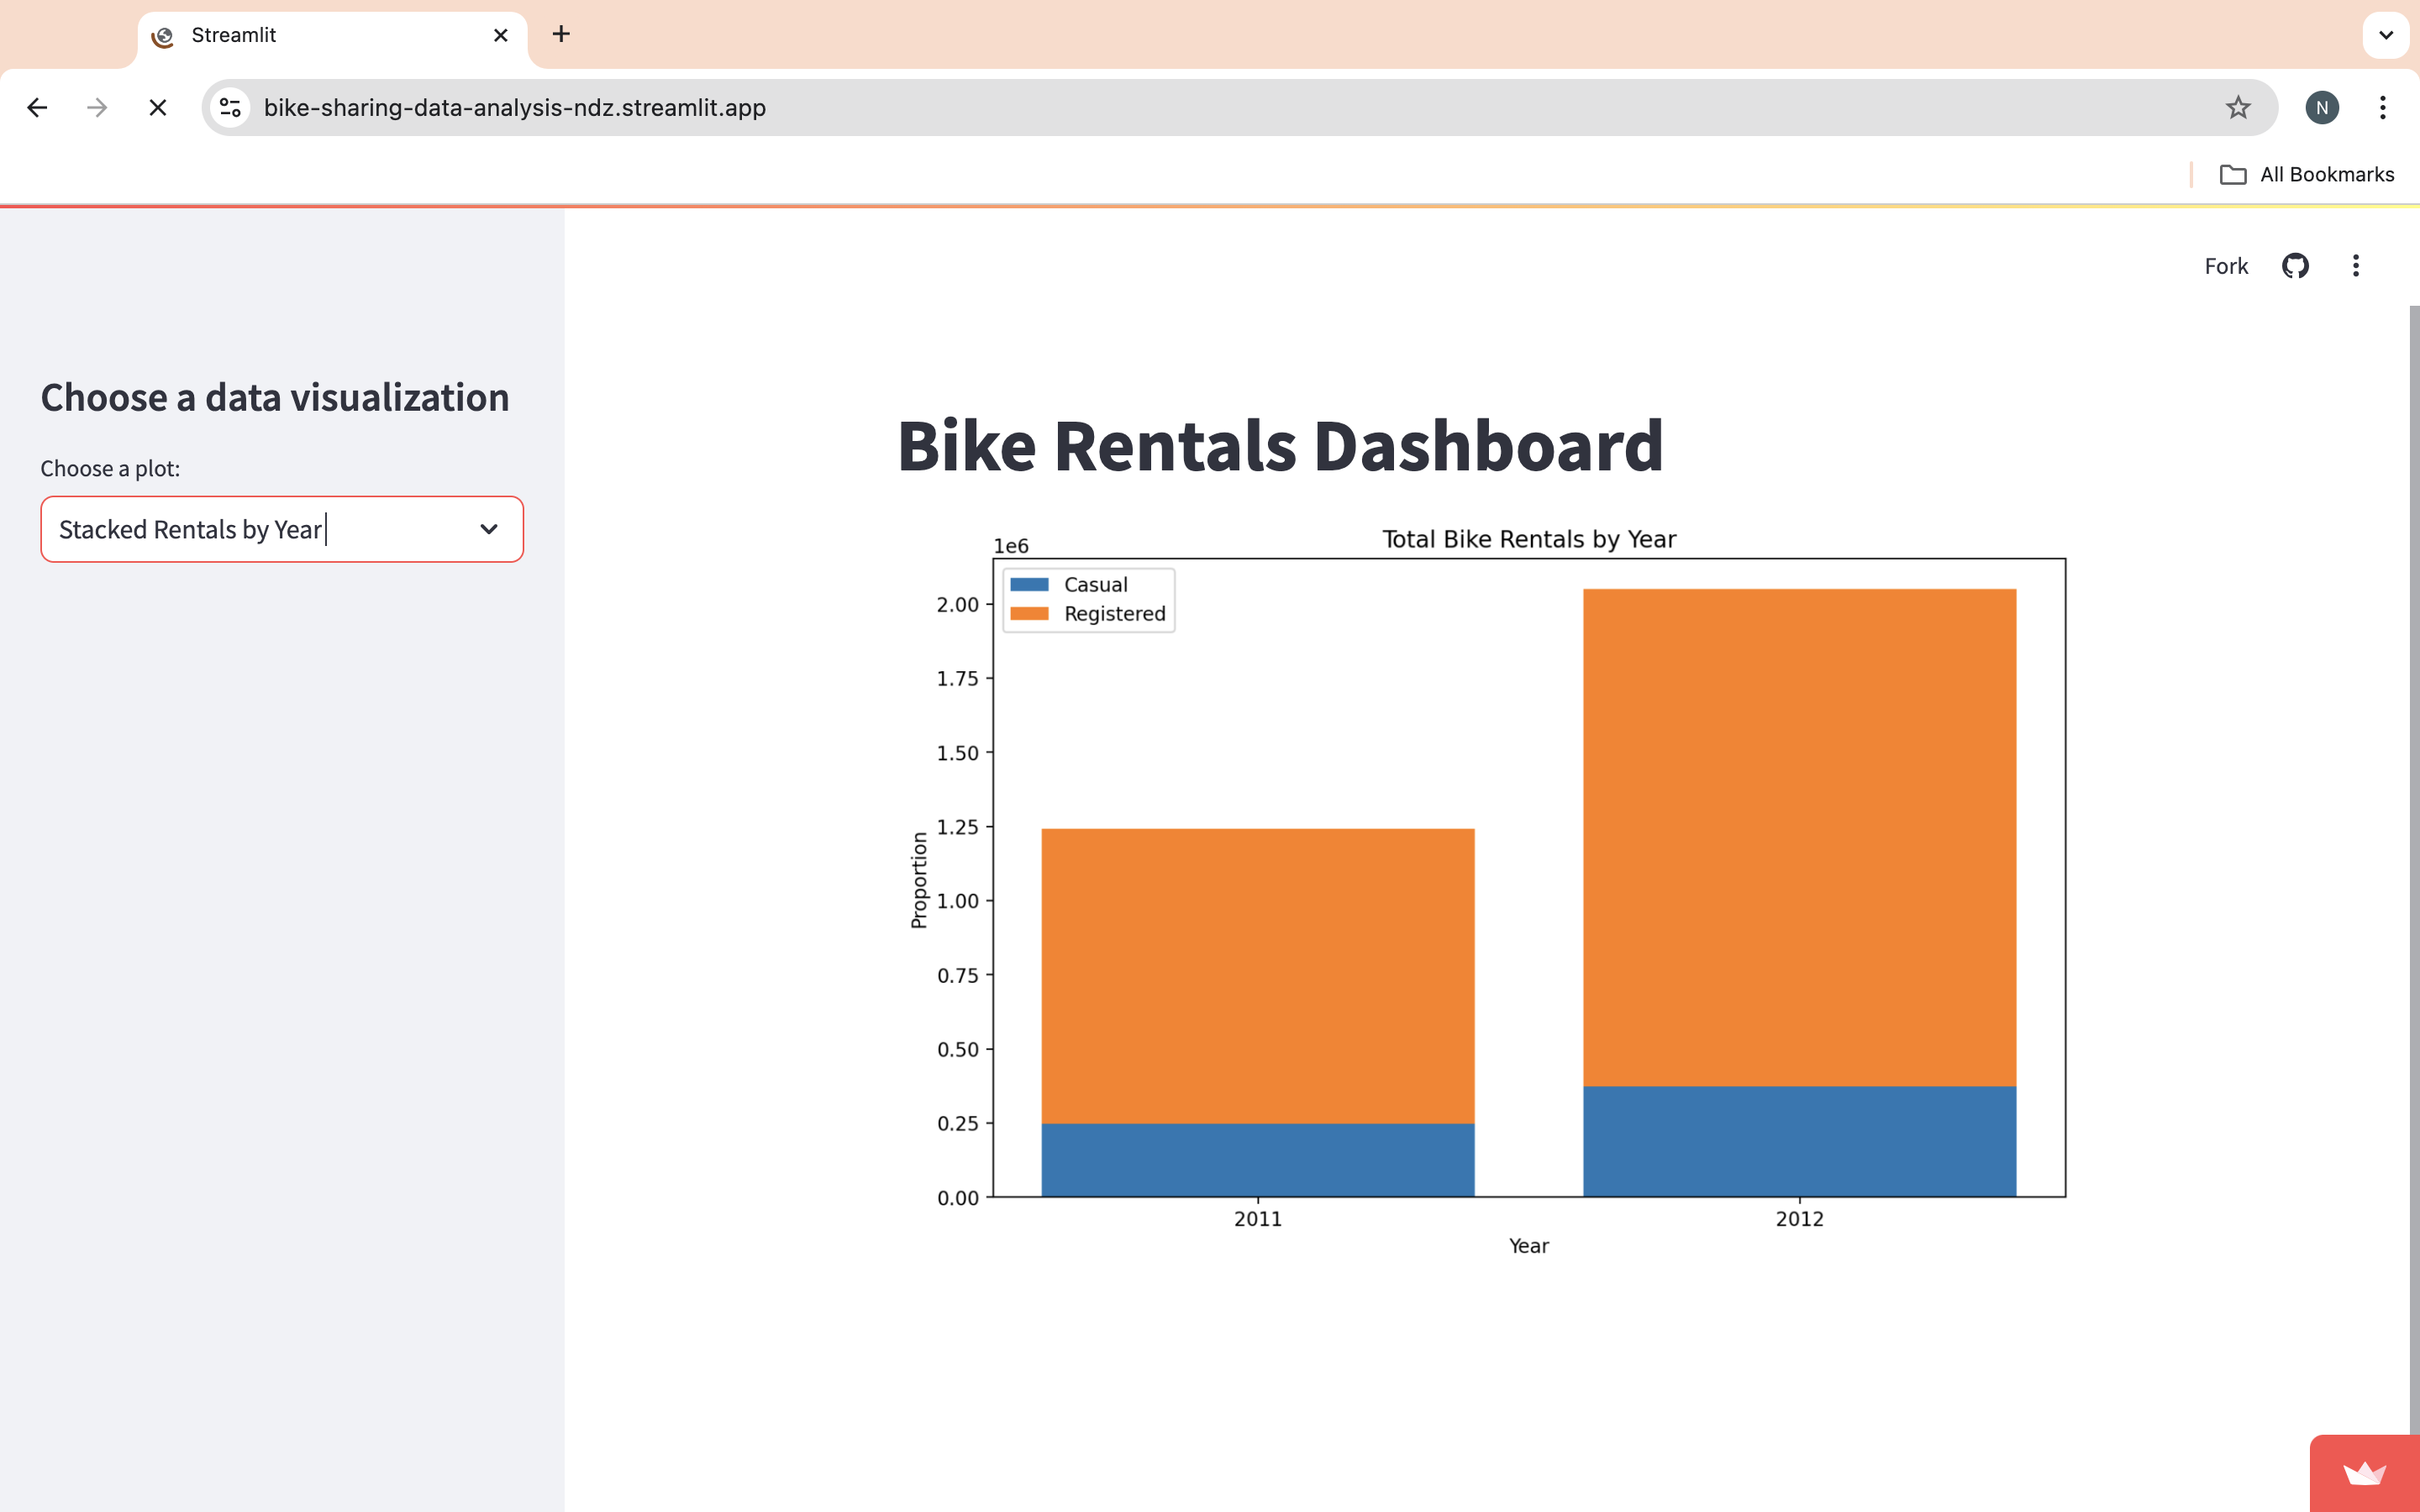 Streamlit
bike-sharing-data-analysis-ndz.streamlit.app
N
All Bookmarks
Fork
Choose a data visualization
Choose a plot:
Stacked Rentals by Year
Bike Rentals Dashboard
Total Bike Rentals by Year
1e6
Casual
Registered
2.00
1.75
1.50
1.25
1.00
0.75
0.50
0.25
0.00
Proportion
2011 2012
Year